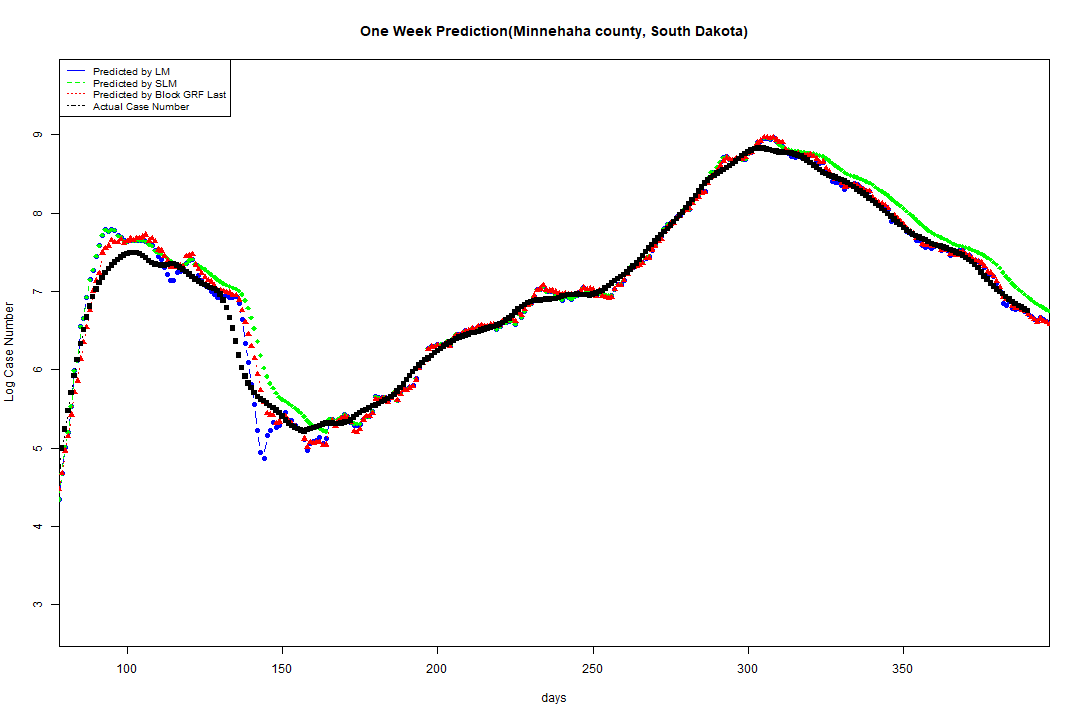 One Week Prediction(Minnehaha county, South Dakota)
Predicted by LM
Predicted by SLM
Predicted by Block GRF Last
Actual Case Number
Log Case Number
9
8
7
6
5
4
3
100 150 200 250 300 350
days